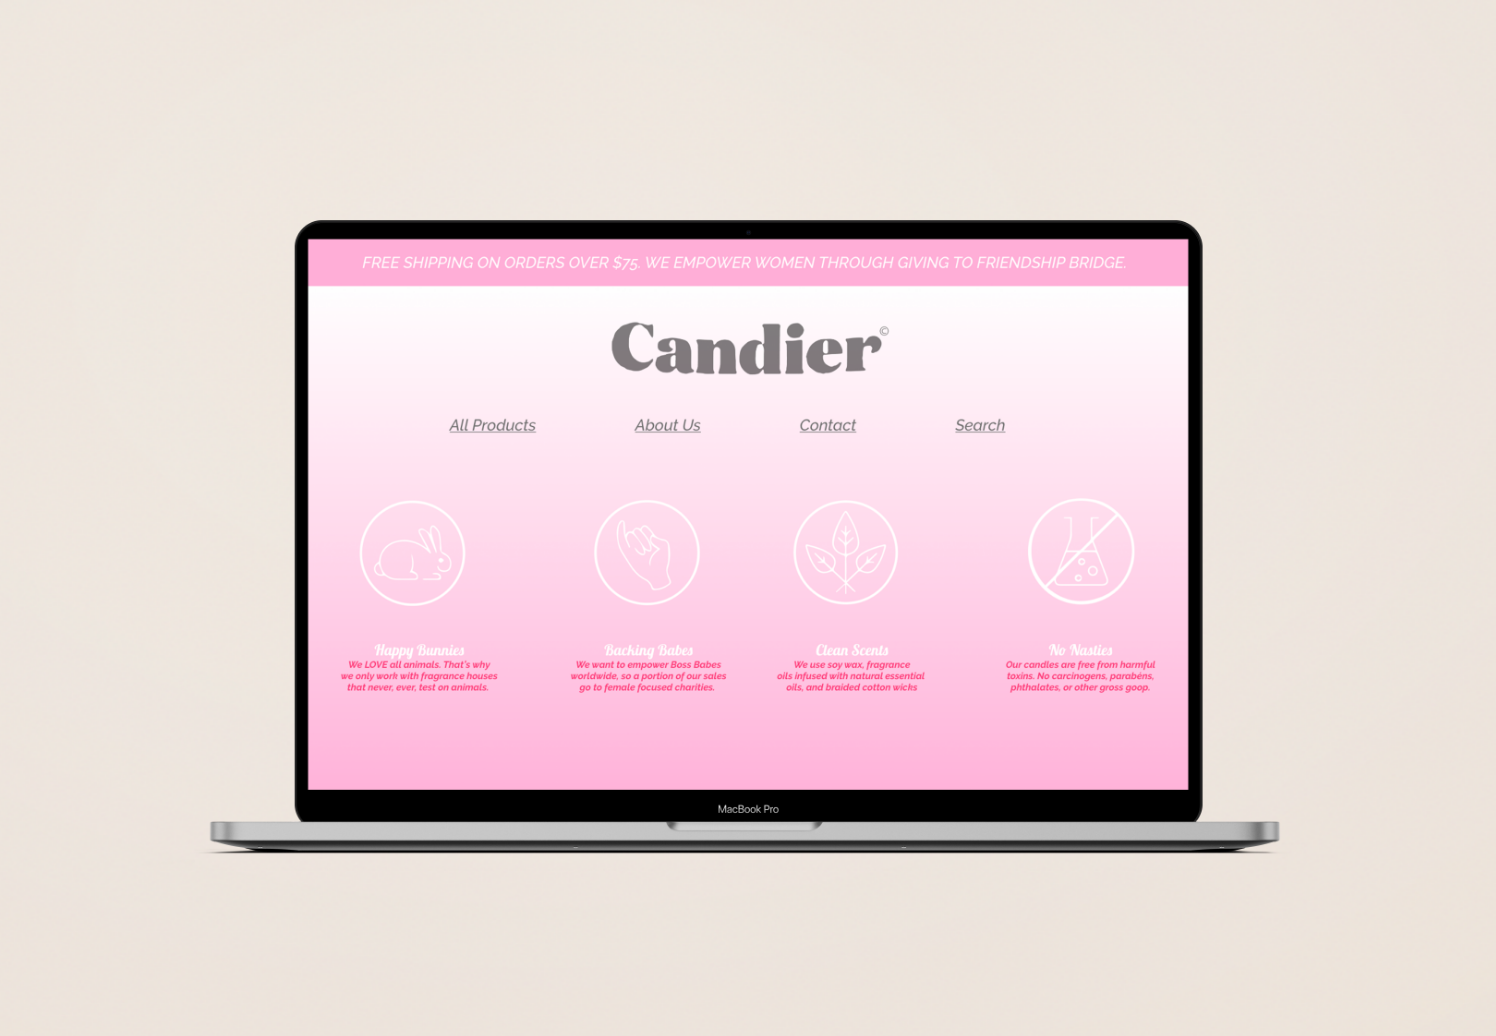 FREE SHIPPING ON ORDERS OVER $75. WE EMPOWER WOMEN THROUGH GIVING TO FRIENDSHIP BRIDGE.
Candier©
All Products About Us Contact Search
Happy Bunnies
We LOVE all animals. That's why
we only work with fragrance houses
that never, ever, test on animals.
Backing Babes
We want to empower Boss Babes
worldwide, so a portion of our sales
go to female focused charities.
Clean Scents
We use soy wax, fragrance
oils infused with natural essential
oils, and braided cotton wicks
No Nasties
Our candles are free from harmful
toxins. No carcinogens, parabéns.
phthalates, or other gross goop.
MacBook Pro